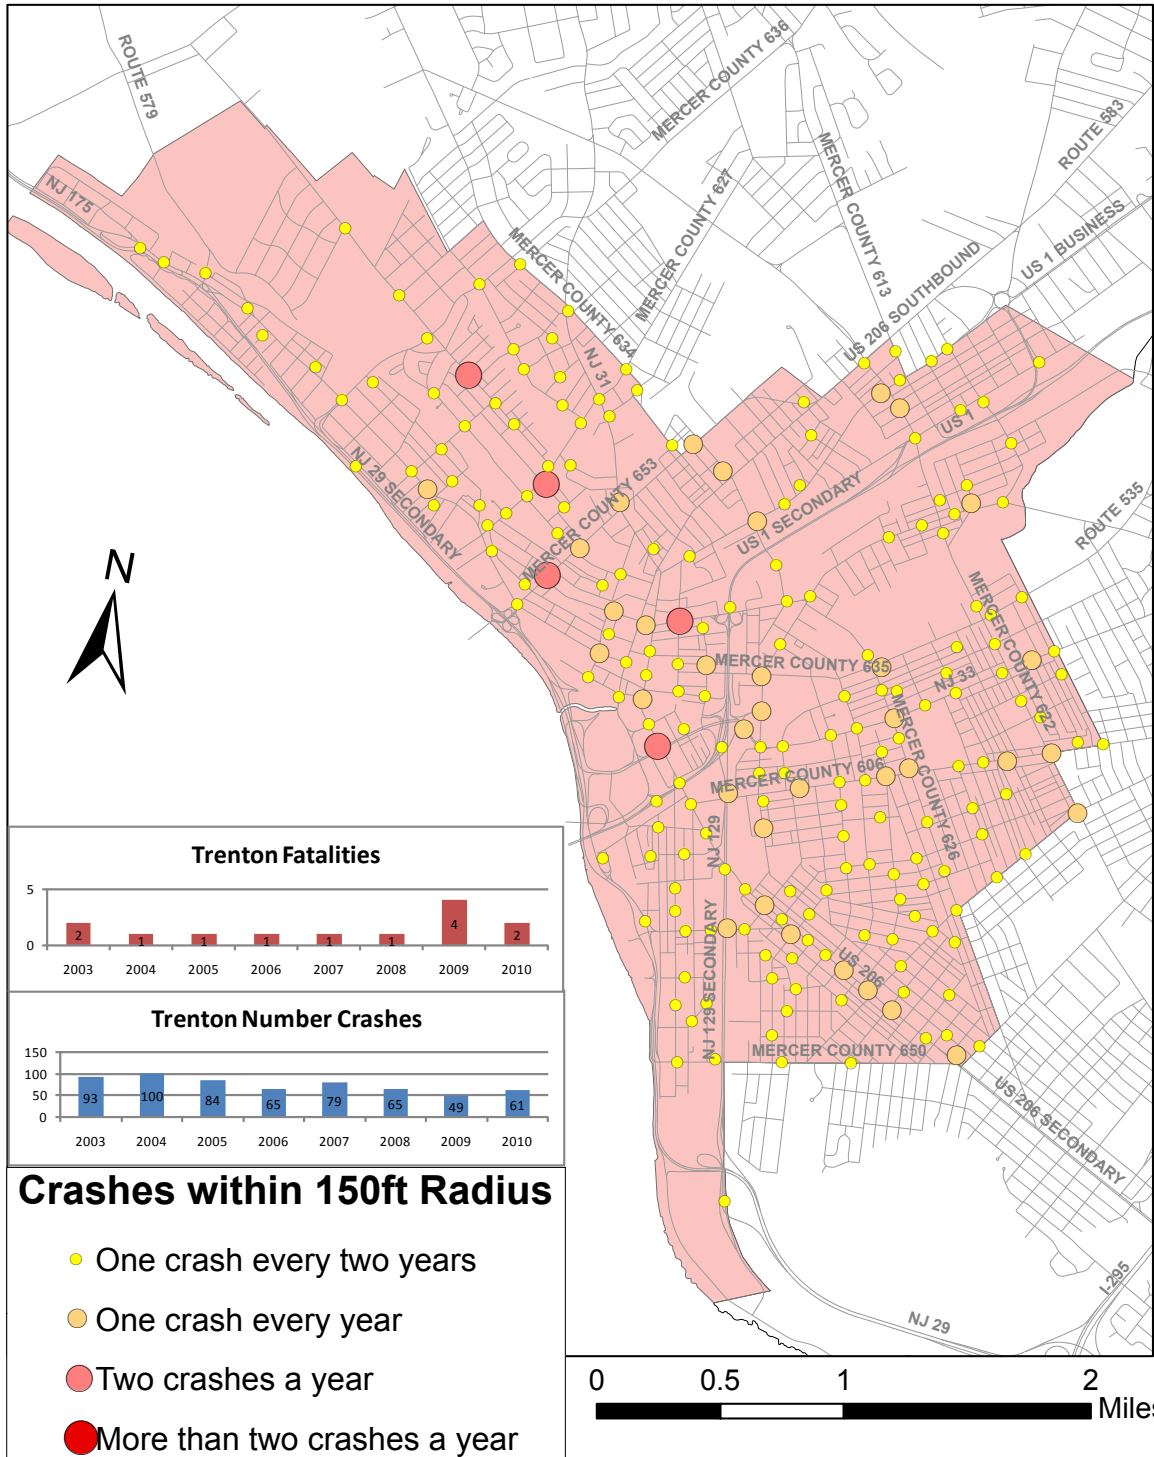 ROUTE 579
MERCER COUNTY 636
ROUTE 583
MERCER COUNTY 613
MERCER COUNTY 627
NJ 175
US 1 BUSINESS
MERCER COUNTY 634
US 206 SOUTHBOUND
NJ 31
US 1
NJ 29 SECONDARY
MERCER COUNTY 653
US 1 SECONDARY
ROUTE 535
N
MERCER COUNTY 622
MERCER COUNTY 635
NJ 33
MERCER COUNTY 626
MERCER COUNTY 606
NJ 129
NJ 129 SECONDARY
US 206
MERCER COUNTY 650
US 206 SECONDARY
I-295
NJ 29
Trenton Fatalities
5
0
2 1 1 1 1 1 4 2
2003 2004 2005 2006 2007 2008 2009 2010
Trenton Number Crashes
150
100
50
0
93 100 84 65 79 65 49 61
2003 2004 2005 2006 2007 2008 2009 2010
Crashes within 150ft Radius
One crash every two years
One crash every year
Two crashes a year
More than two crashes a year
0 0.5 1 2
Miles